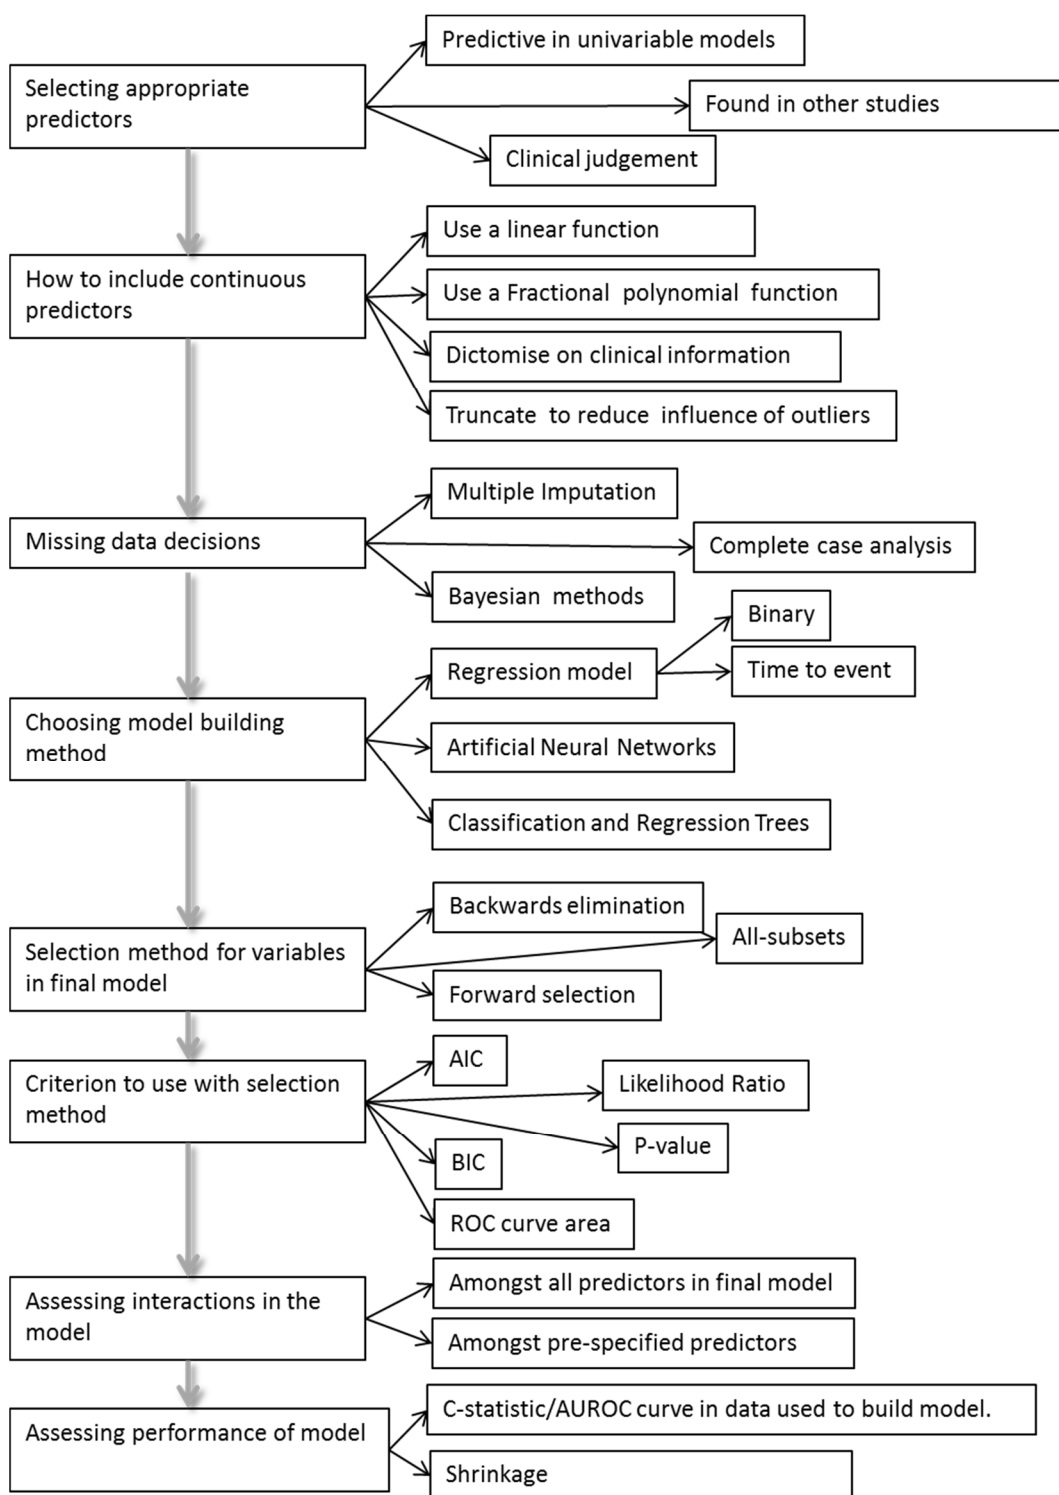 Predictive in univariable models
Selecting appropriate
predictors
Found in other studies
Clinical judgement
Use a linear function
How to include continuous
predictors
Use a Fractional polynomial function
Dictomise on clinical information
Truncate to reduce influence of outliers
Multiple Imputation
Missing data decisions
Complete case analysis
Bayesian methods
Binary
Regression model
Time to event
Choosing model building
method
Artificial Neural Networks
Classification and Regression Trees
Backwards elimination
Selection method for variables
in final model
All-subsets
Forward selection
AIC
Criterion to use with selection
method
Likelihood Ratio
P-value
BIC
ROC curve area
Amongst all predictors in final model
Assessing interactions in the
model
Amongst pre-specified predictors
C-statistic/AUROC curve in data used to build model.
Assessing performance of model
Shrinkage